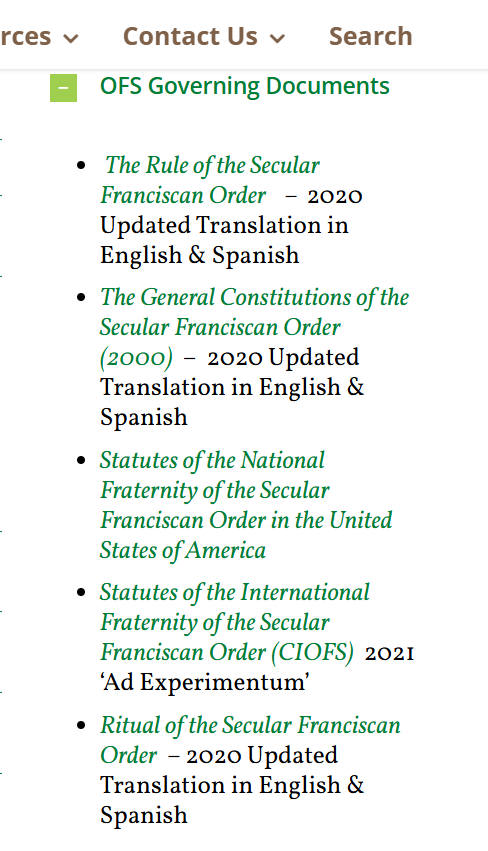 rces Contact Us Search
– OFS Governing Documents
• The Rule of the Secular
Franciscan Order – 2020
Updated Translation in
English & Spanish
• The General Constitutions of the
Secular Franciscan Order
(2000) – 2020 Updated
Translation in English &
Spanish
• Statutes of the National
Fraternity of the Secular
Franciscan Order in the United
States of America
• Statutes of the International
Fraternity of the Secular
Franciscan Order (CIOFS) 2021
‘Ad Experimentum’
• Ritual of the Secular Franciscan
Order – 2020 Updated
Translation in English &
Spanish